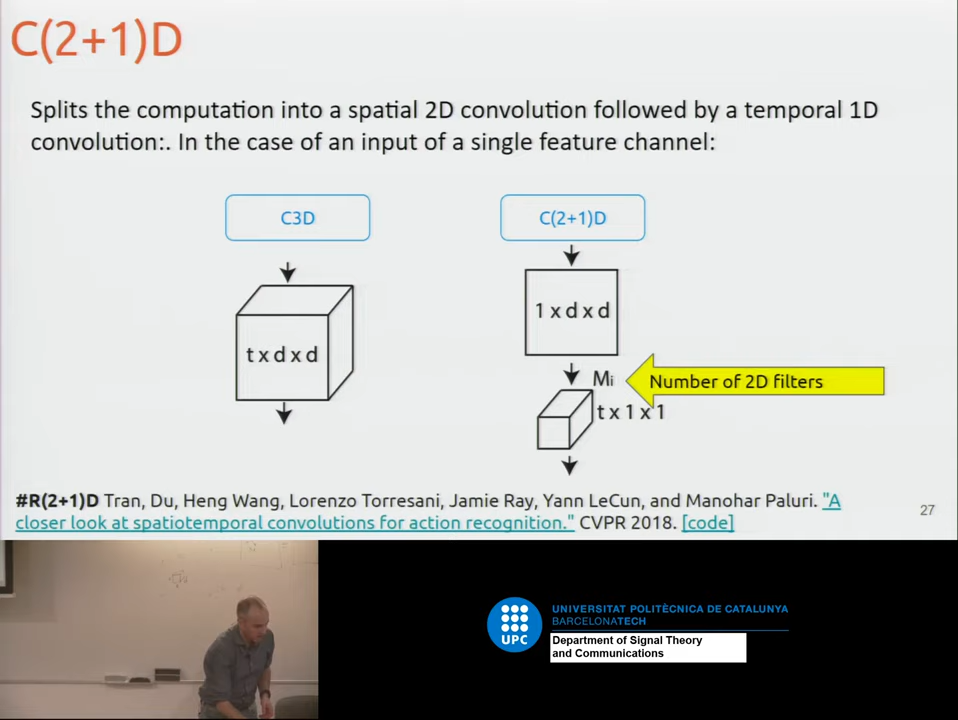 C(2+1)D
Splits the computation into a spatial 2D convolution followed by a temporal 1D
convolution:. In the case of an input of a single feature channel:
C3D
C(2+1)D
t x d x d
1 x d x d
Mi
Number of 2D filters
t x 1 x 1
#R(2+1)D Tran, Du, Heng Wang, Lorenzo Torresani, Jamie Ray, Yann LeCun, and Manohar Paluri. "A
closer look at spatiotemporal convolutions for action recognition." CVPR 2018. [code]
27
UPC
UNIVERSITAT POLITÈCNICA DE CATALUNYA
BARCELONATECH
Department of Signal Theory
and Communications